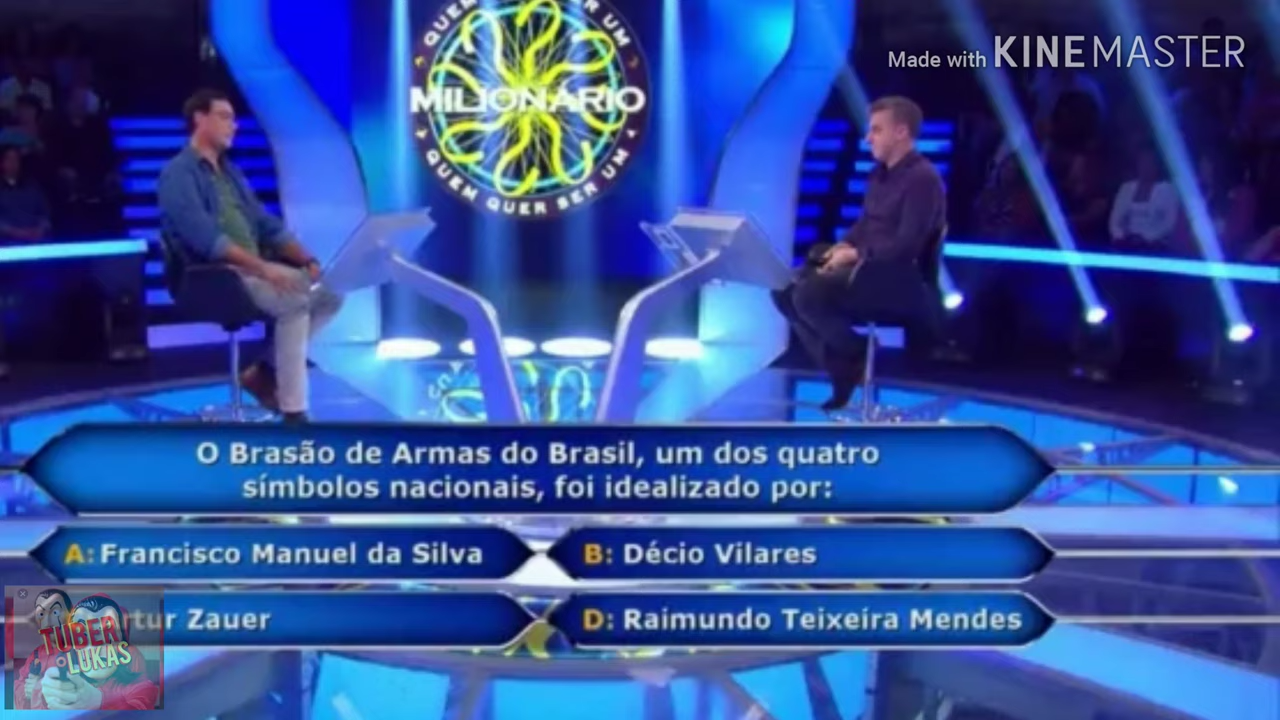 Made with KINEMASTER
QUEM QUER SER UM
MILIONÁRIO
QUEM QUER SER UM
O Brasão de Armas do Brasil, um dos quatro
símbolos nacionais, foi idealizado por:
A: Francisco Manuel da Silva
B: Décio Vilares
rtur Zauer
D: Raimundo Teixeira Mendes
TUBER
LUKAS